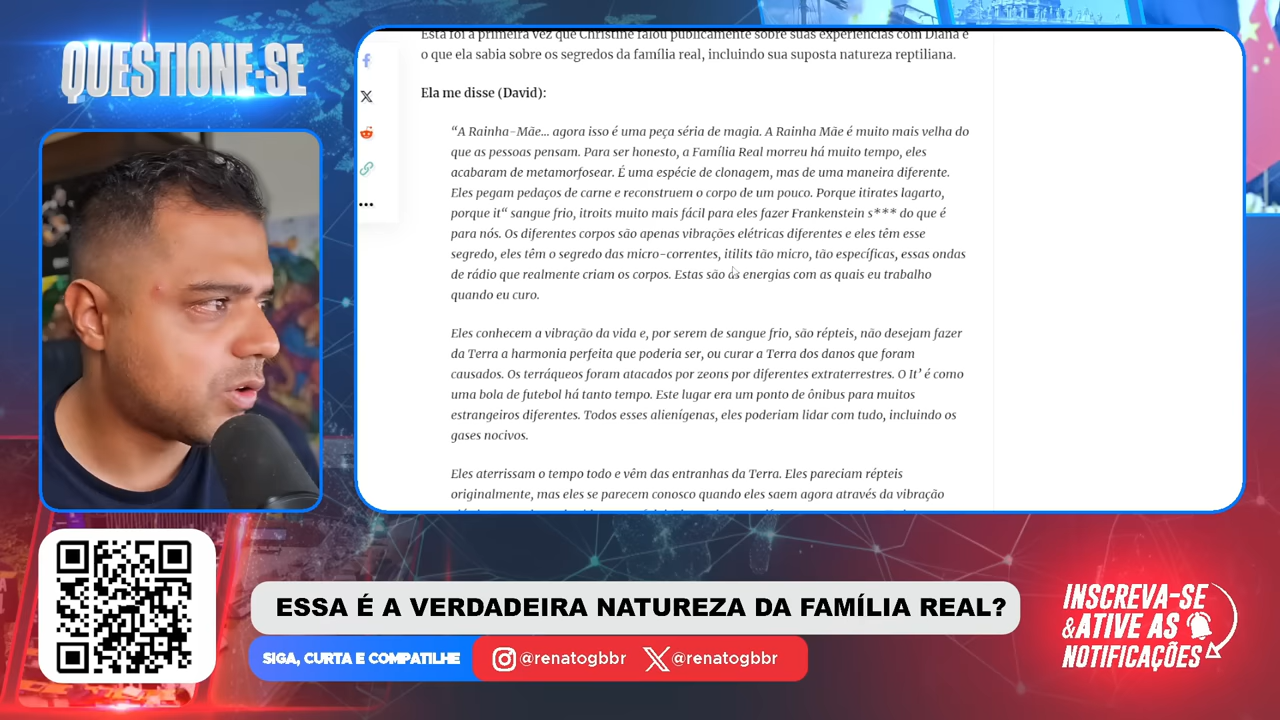 QUESTIONE-SE
Esta foi a primeira vez que Christine falou publicamente sobre suas experiências com Diana e
o que ela sabia sobre os segredos da família real, incluindo sua suposta natureza reptiliana.
Ela me disse (David):
“A Rainha-Mãe… agora isso é uma peça séria de magia. A Rainha Mãe é muito mais velha do
que as pessoas pensam. Para ser honesto, a Família Real morreu há muito tempo, eles
acabaram de metamorfosear. É uma espécie de clonagem, mas de uma maneira diferente.
Eles pegam pedaços de carne e reconstruem o corpo de um pouco. Porque itirates lagarto,
porque it“ sangue frio, itroits muito mais fácil para eles fazer Frankenstein s*** do que é
para nós. Os diferentes corpos são apenas vibrações elétricas diferentes e eles têm esse
segredo, eles têm o segredo das micro-correntes, itilits tão micro, tão específicas, essas ondas
de rádio que realmente criam os corpos. Estas são as energias com as quais eu trabalho
quando eu curo.
Eles conhecem a vibração da vida e, por serem de sangue frio, são répteis, não desejam fazer
da Terra a harmonia perfeita que poderia ser, ou curar a Terra dos danos que foram
causados. Os terráqueos foram atacados por zeons por diferentes extraterrestres. O It’ é como
uma bola de futebol há tanto tempo. Este lugar era um ponto de ônibus para muitos
estrangeiros diferentes. Todos esses alienígenas, eles poderiam lidar com tudo, incluindo os
gases nocivos.
Eles aterrissam o tempo todo e vêm das entranhas da Terra. Eles pareciam répteis
originalmente, mas eles se parecem conosco quando eles saem agora através da vibração
ESSA É A VERDADEIRA NATUREZA DA FAMÍLIA REAL?
SIGA, CURTA E COMPATILHE
@renatogbbr
@renatogbbr
INSCREVA-SE
&ATIVE AS
NOTIFICAÇÕES